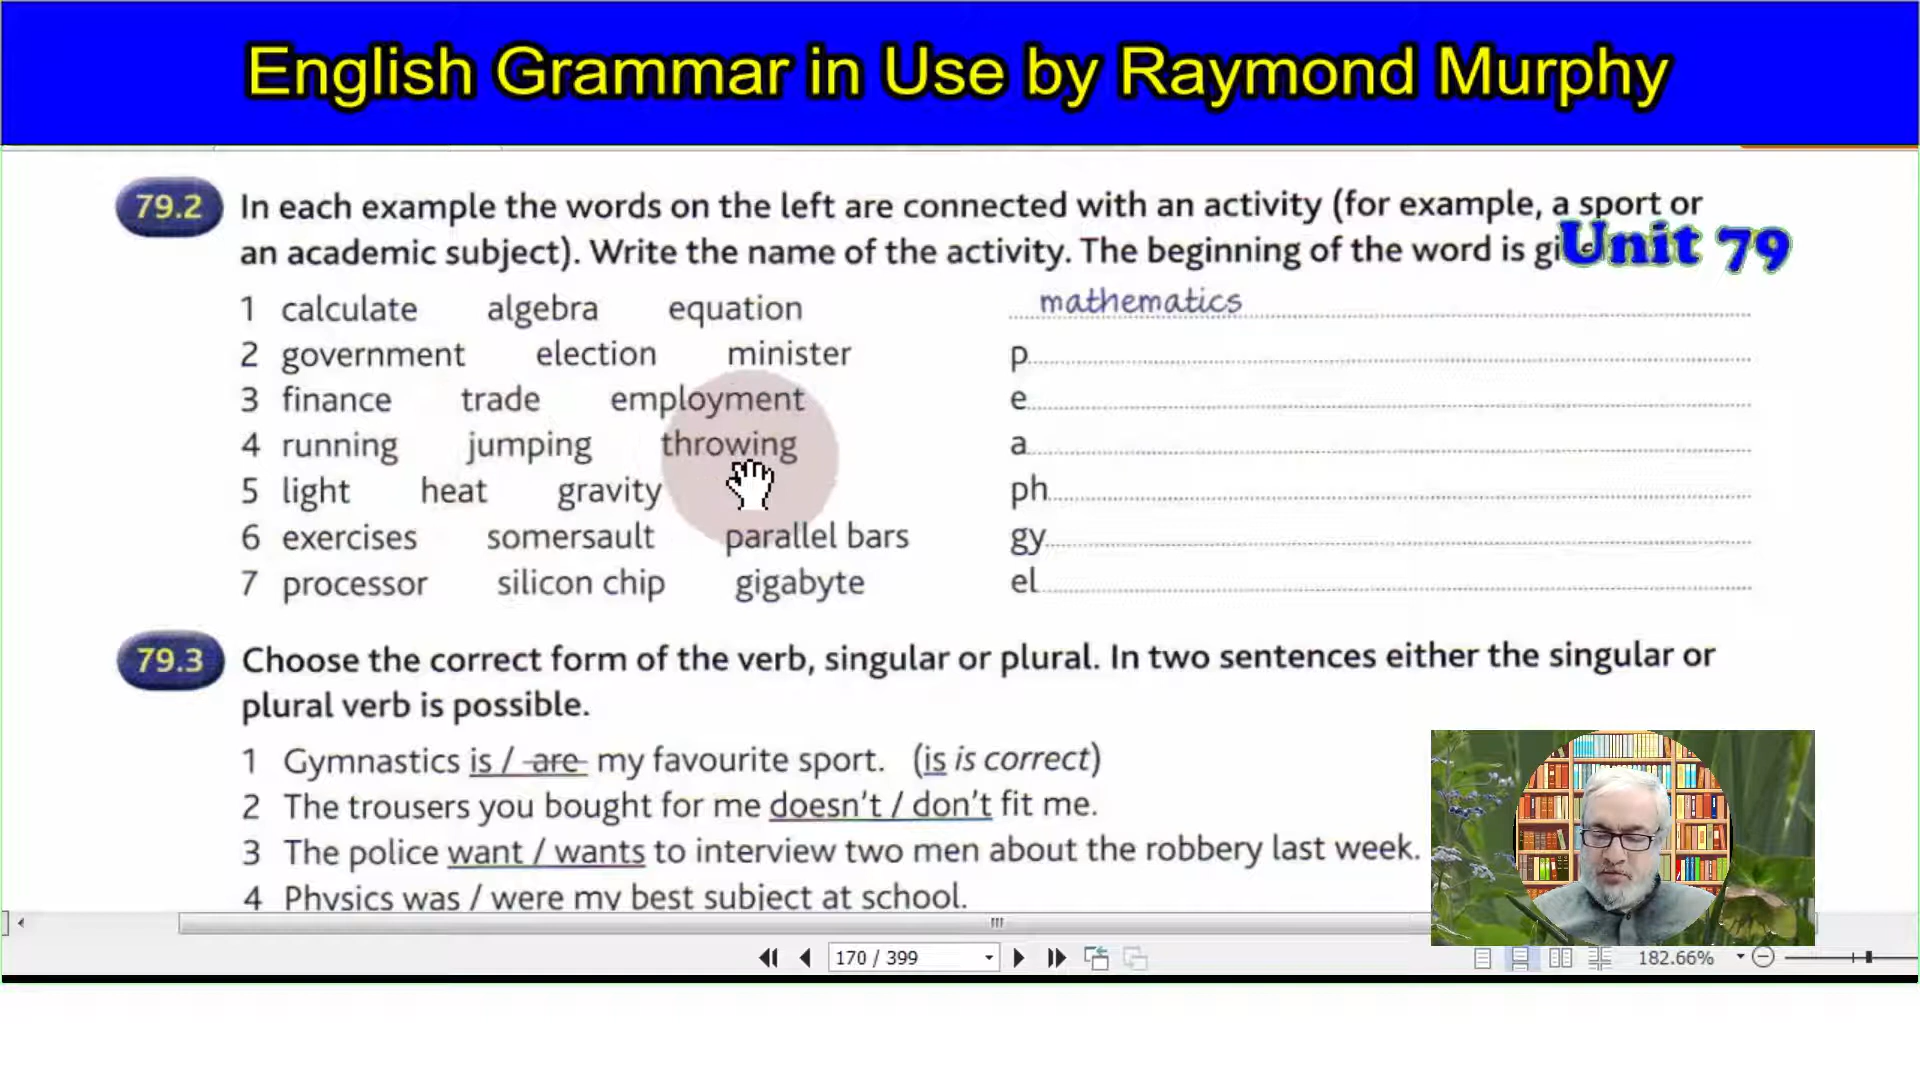 English Grammar in Use by Raymond Murphy
79.2 In each example the words on the left are connected with an activity (for example, a sport or
an academic subject). Write the name of the activity. The beginning of the word is
Unit 79
1 calculate algebra equation mathematics
2 government election minister p
3 finance trade employment e
4 running jumping throwing a
5 light heat gravity ph
6 exercises somersault parallel bars gy
7 processor silicon chip gigabyte el
79.3 Choose the correct form of the verb, singular or plural. In two sentences either the singular or
plural verb is possible.
1 Gymnastics is / are my favourite sport. (is is correct)
2 The trousers you bought for me doesn't / don't fit me.
3 The police want / wants to interview two men about the robbery last week.
4 Physics was / were my best subject at school.
170 / 399
182.66%